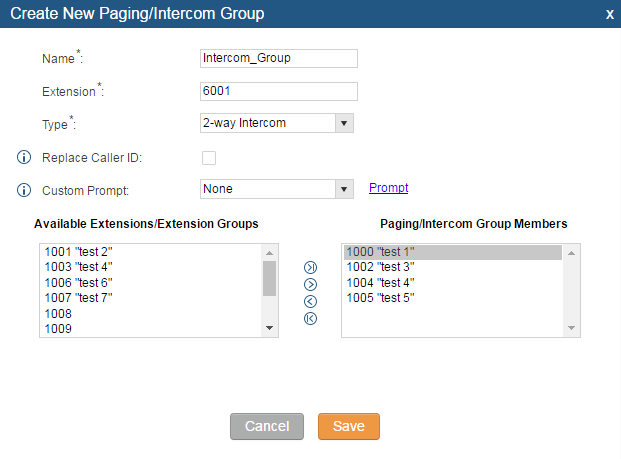 Create New Paging/Intercom Group x
Name*: Intercom_Group
Extension*: 6001
Type*: 2-way Intercom
Replace Caller ID:
Custom Prompt: None Prompt
Available Extensions/Extension Groups Paging/Intercom Group Members
1001 "test 2" 1000 "test 1"
1003 "test 4" 1002 "test 3"
1006 "test 6" 1004 "test 4"
1007 "test 7" 1005 "test 5"
1008
1009
Cancel Save